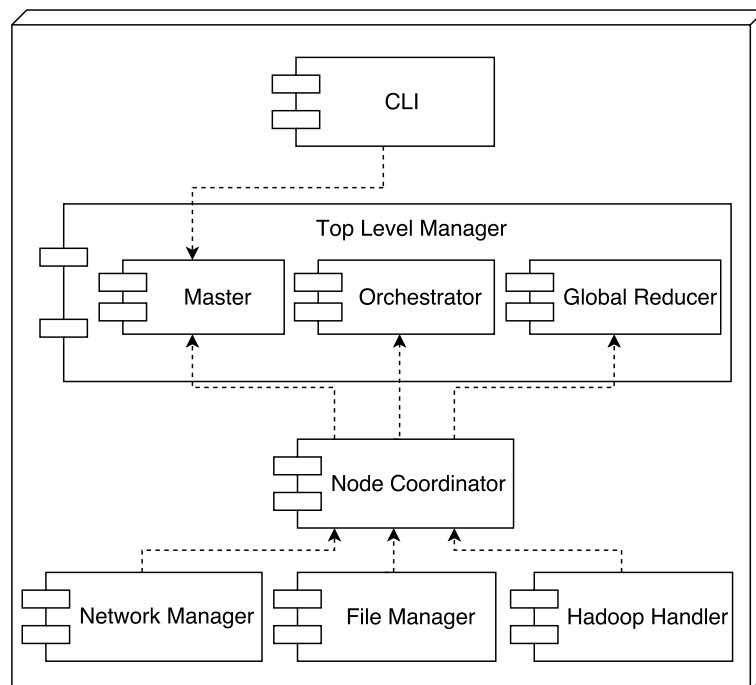 CLI
Top Level Manager
Master
Orchestrator
Global Reducer
Node Coordinator
Network Manager
File Manager
Hadoop Handler